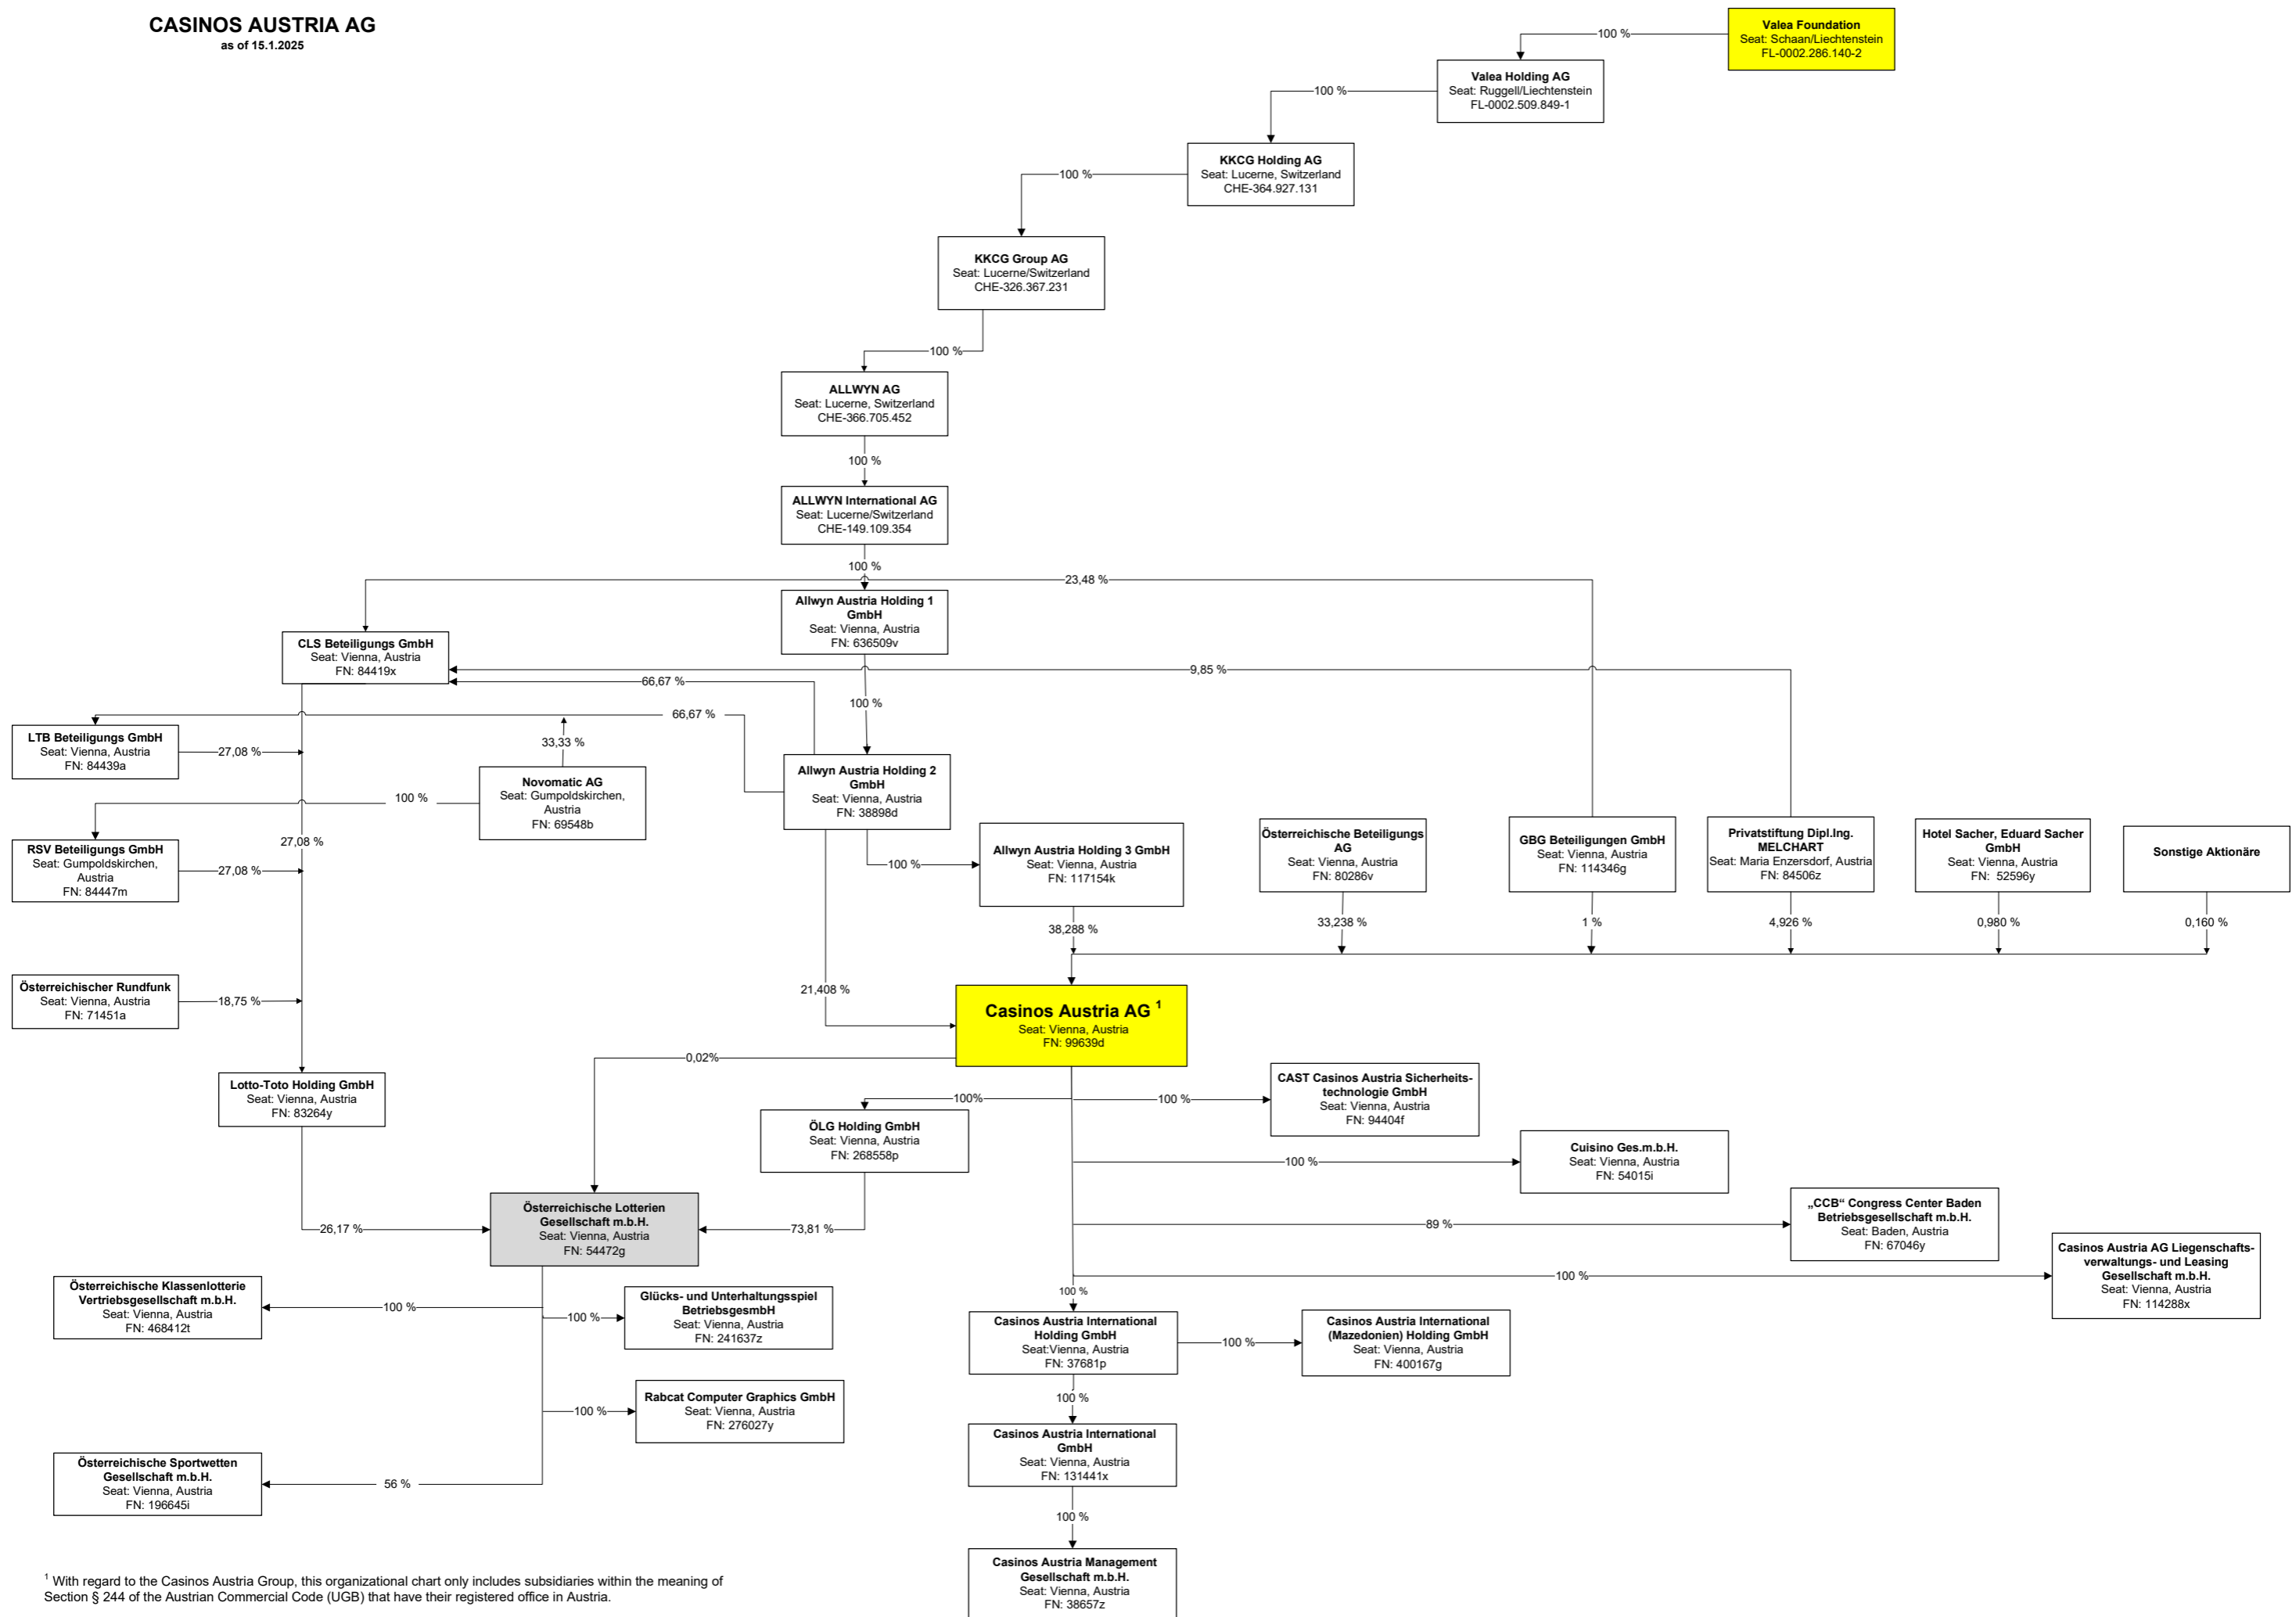 CASINOS AUSTRIA AG
as of 15.1.2025
Valea Foundation
Seat: Schaan/Liechtenstein
FL-0002.286.140-2
100 %
Valea Holding AG
Seat: Ruggell/Liechtenstein
FL-0002.509.849-1
100 %
KKCG Holding AG
Seat: Lucerne, Switzerland
CHE-364.927.131
100 %
KKCG Group AG
Seat: Lucerne/Switzerland
CHE-326.367.231
100 %
ALLWYN AG
Seat: Lucerne, Switzerland
CHE-366.705.452
100 %
ALLWYN International AG
Seat: Lucerne/Switzerland
CHE-149.109.354
100 %
23,48 %
Allwyn Austria Holding 1
GmbH
Seat: Vienna, Austria
FN: 636509v
CLS Beteiligungs GmbH
Seat: Vienna, Austria
FN: 84419x
9,85 %
66,67 %
100 %
66,67 %
LTB Beteiligungs GmbH
Seat: Vienna, Austria
FN: 84439a
27,08 %
33,33 %
Novomatic AG
Seat: Gumpoldskirchen,
Austria
FN: 69548b
100 %
Allwyn Austria Holding 2
GmbH
Seat: Vienna, Austria
FN: 38898d
RSV Beteiligungs GmbH
Seat: Gumpoldskirchen,
Austria
FN: 84447m
27,08 %
27,08 %
100 %
Allwyn Austria Holding 3 GmbH
Seat: Vienna, Austria
FN: 117154k
Österreichische Beteiligungs
AG
Seat: Vienna, Austria
FN: 80286v
GBG Beteiligungen GmbH
Seat: Vienna, Austria
FN: 114346g
Privatstiftung Dipl.Ing.
MELCHART
Seat: Maria Enzersdorf, Austria
FN: 84506z
Hotel Sacher, Eduard Sacher
GmbH
Seat: Vienna, Austria
FN: 52596y
Sonstige Aktionäre
38,288 %
33,238 %
1 %
4,926 %
0,980 %
0,160 %
Österreichischer Rundfunk
Seat: Vienna, Austria
FN: 71451a
18,75 %
21,408 %
Casinos Austria AG 1
Seat: Vienna, Austria
FN: 99639d
0,02%
Lotto-Toto Holding GmbH
Seat: Vienna, Austria
FN: 83264y
100%
100 %
CAST Casinos Austria Sicherheits-
technologie GmbH
Seat: Vienna, Austria
FN: 94404f
ÖLG Holding GmbH
Seat: Vienna, Austria
FN: 268558p
100 %
Cuisino Ges.m.b.H.
Seat: Vienna, Austria
FN: 54015i
26,17 %
Österreichische Lotterien
Gesellschaft m.b.H.
Seat: Vienna, Austria
FN: 54472g
73,81 %
89 %
„CCB“ Congress Center Baden
Betriebsgesellschaft m.b.H.
Seat: Baden, Austria
FN: 67046y
100 %
Casinos Austria AG Liegenschafts-
verwaltungs- und Leasing
Gesellschaft m.b.H.
Seat: Vienna, Austria
FN: 114288x
Österreichische Klassenlotterie
Vertriebsgesellschaft m.b.H.
Seat: Vienna, Austria
FN: 468412t
100 %
100 %
Glücks- und Unterhaltungsspiel
BetriebsgesmbH
Seat: Vienna, Austria
FN: 241637z
100 %
Casinos Austria International
Holding GmbH
Seat:Vienna, Austria
FN: 37681p
100 %
Casinos Austria International
(Mazedonien) Holding GmbH
Seat: Vienna, Austria
FN: 400167g
100 %
Rabcat Computer Graphics GmbH
Seat: Vienna, Austria
FN: 276027y
100 %
Casinos Austria International
GmbH
Seat: Vienna, Austria
FN: 131441x
Österreichische Sportwetten
Gesellschaft m.b.H.
Seat: Vienna, Austria
FN: 196645i
56 %
100 %
Casinos Austria Management
Gesellschaft m.b.H.
Seat: Vienna, Austria
FN: 38657z
1 With regard to the Casinos Austria Group, this organizational chart only includes subsidiaries within the meaning of
Section § 244 of the Austrian Commercial Code (UGB) that have their registered office in Austria.